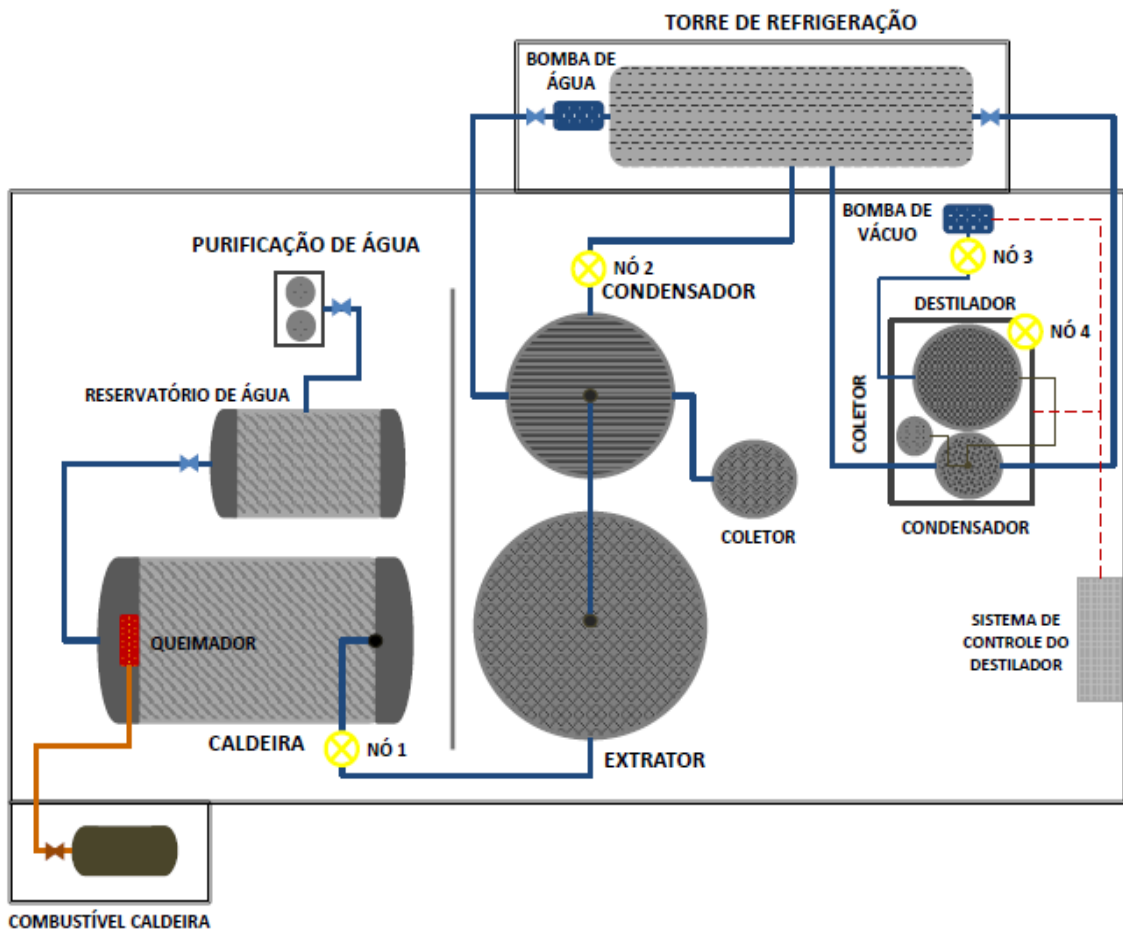 TORRE DE REFRIGERAÇÃO
BOMBA DE
ÁGUA
PURIFICAÇÃO DE ÁGUA
BOMBA DE
VÁCUO
NÓ 3
NÓ 2
CONDENSADOR
DESTILADOR
NÓ 4
RESERVATÓRIO DE ÁGUA
COLETOR
COLETOR
CONDENSADOR
QUEIMADOR
SISTEMA DE
CONTROLE DO
DESTILADOR
CALDEIRA
NÓ 1
EXTRATOR
COMBUSTÍVEL CALDEIRA